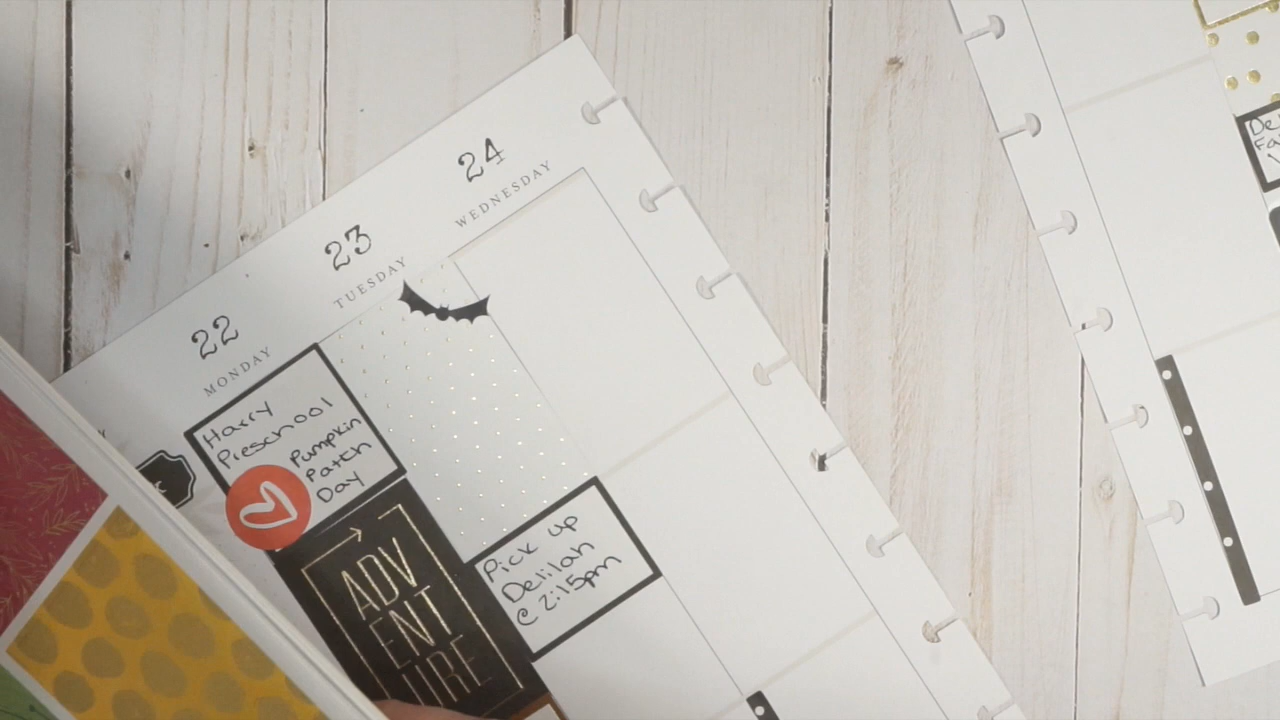 22
MONDAY
23
TUESDAY
24
WEDNESDAY
Harry
Preschool
Pumpkin
Patch
Day
ADV
ENT
URE
Pick up
Delilah
@ 2:15pm